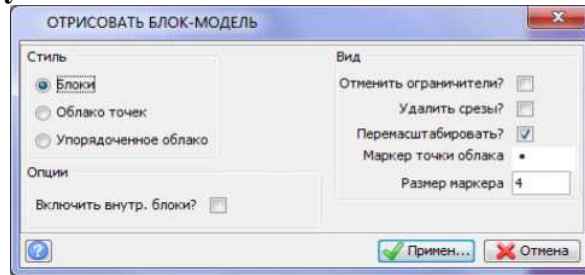 ОТРИСОВАТЬ БЛОК-МОДЕЛЬ
Стиль
Блоки
Облако точек
Упорядоченное облако
Опции
Включить внутр. блоки?
Вид
Отменить ограничители?
Удалить срезы?
Перемасштабировать?
Маркер точки облака
Размер маркера 4
Примен... Отмена